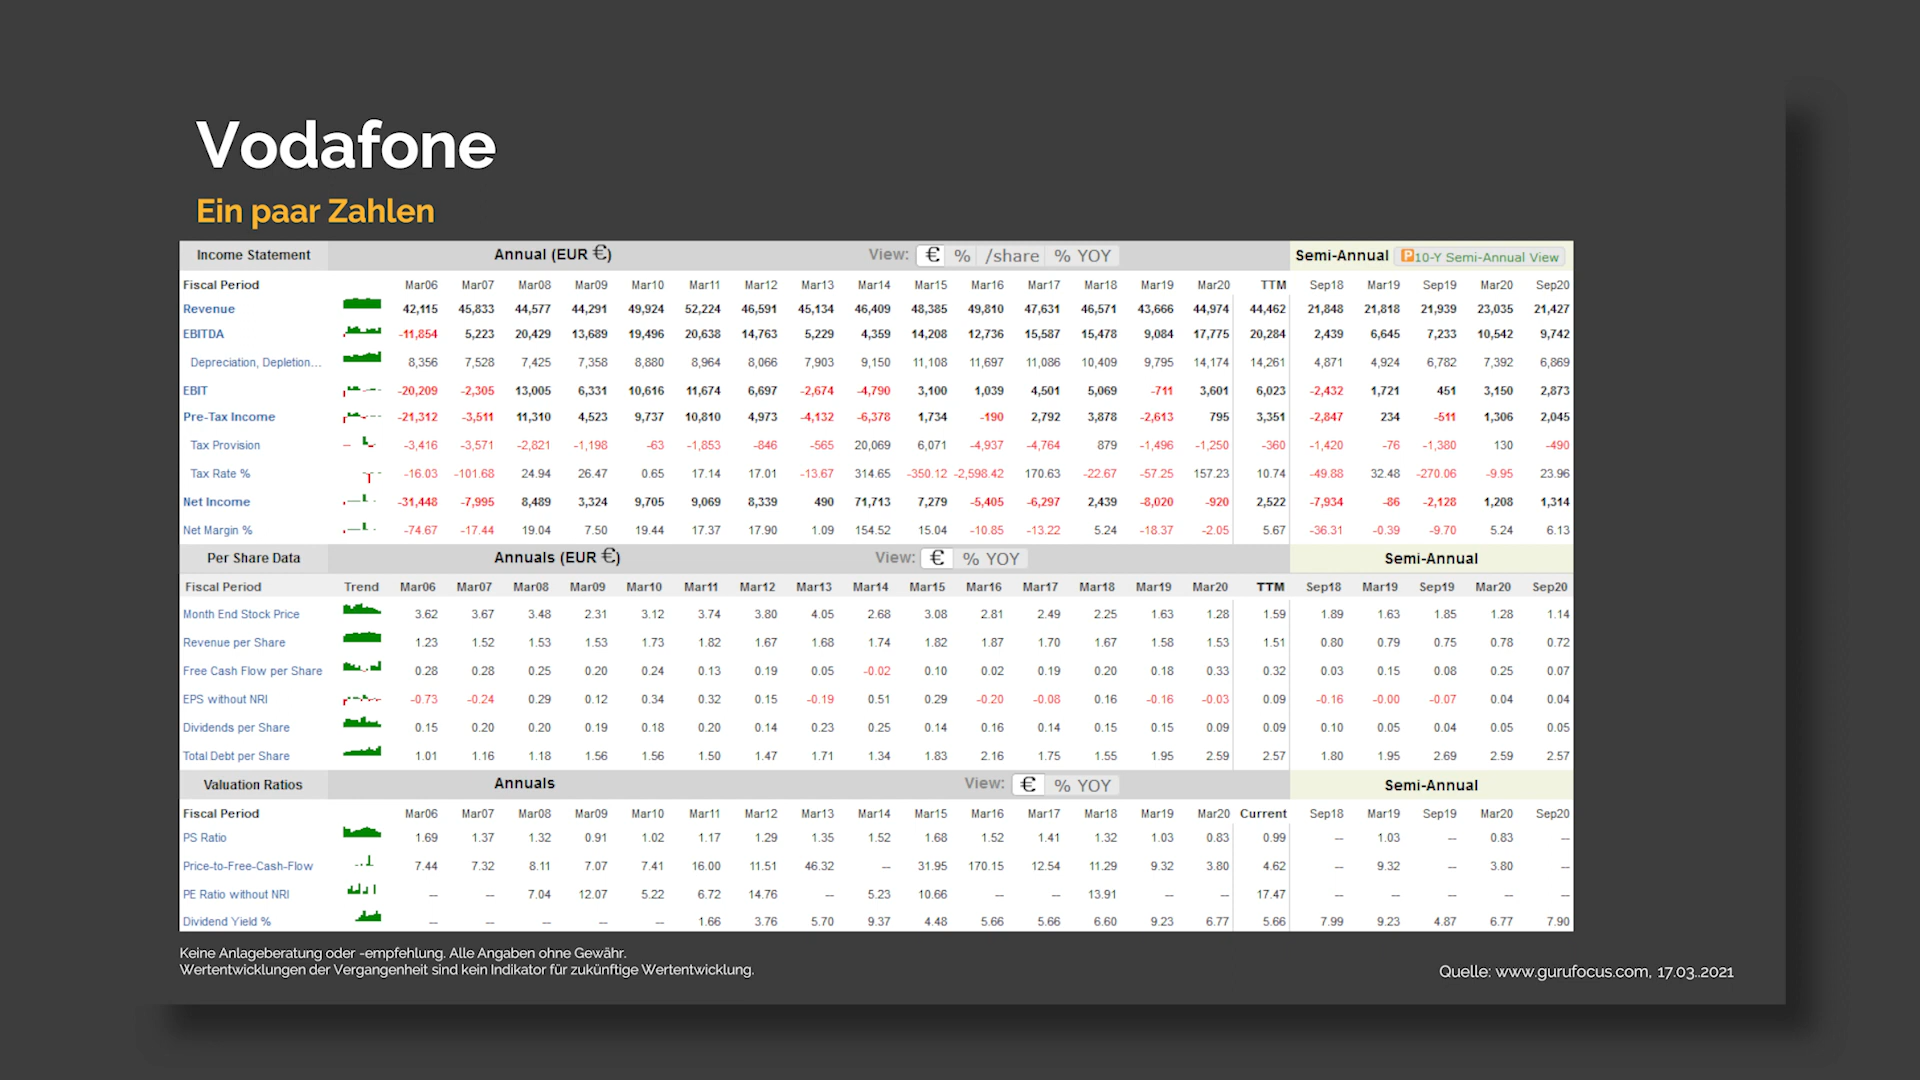 Vodafone
Ein paar Zahlen
Income Statement Annual (EUR €) View: € % /share % YOY Semi-Annual P 10-Y Semi-Annual View
Fiscal Period Mar06 Mar07 Mar08 Mar09 Mar10 Mar11 Mar12 Mar13 Mar14 Mar15 Mar16 Mar17 Mar18 Mar19 Mar20 TTM Sep18 Mar19 Sep19 Mar20 Sep20
Revenue 42,115 45,833 44,577 44,291 49,924 52,224 46,591 45,134 46,409 48,385 49,810 47,631 46,571 43,666 44,974 44,462 21,848 21,818 21,939 23,035 21,427
EBITDA -11,854 5,223 20,429 13,689 19,496 20,638 14,763 5,229 4,359 14,208 12,736 15,587 15,478 9,084 17,775 20,284 2,439 6,645 7,233 10,542 9,742
Depreciation, Depletion... 8,356 7,528 7,425 7,358 8,880 8,964 8,066 7,903 9,150 11,108 11,697 11,086 10,409 9,795 14,174 14,261 4,871 4,924 6,782 7,392 6,869
EBIT -20,209 -2,305 13,005 6,331 10,616 11,674 6,697 -2,674 -4,790 3,100 1,039 4,501 5,069 -711 3,601 6,023 -2,432 1,721 451 3,150 2,873
Pre-Tax Income -21,312 -3,511 11,310 4,523 9,737 10,810 4,973 -4,132 -6,378 1,734 -190 2,792 3,878 -2,613 795 3,351 -2,847 234 -511 1,306 2,045
Tax Provision -3,416 -3,571 -2,821 -1,198 -63 -1,853 -846 -565 20,069 6,071 -4,937 -4,764 879 -1,496 -1,250 -360 -1,420 -76 -1,380 130 -490
Tax Rate % -16.03 -101.68 24.94 26.47 0.65 17.14 17.01 -13.67 314.65 -350.12 -2,598.42 170.63 -22.67 -57.25 157.23 10.74 -49.88 32.48 -270.06 -9.95 23.96
Net Income -31,448 -7,995 8,489 3,324 9,705 9,069 8,339 490 71,713 7,279 -5,405 -6,297 2,439 -8,020 -920 2,522 -7,934 -86 -2,128 1,208 1,314
Net Margin % -74.67 -17.44 19.04 7.50 19.44 17.37 17.90 1.09 154.52 15.04 -10.85 -13.22 5.24 -18.37 -2.05 5.67 -36.31 -0.39 -9.70 5.24 6.13
Per Share Data Annuals (EUR €) View: € % YOY Semi-Annual
Fiscal Period Trend Mar06 Mar07 Mar08 Mar09 Mar10 Mar11 Mar12 Mar13 Mar14 Mar15 Mar16 Mar17 Mar18 Mar19 Mar20 TTM Sep18 Mar19 Sep19 Mar20 Sep20
Month End Stock Price 3.62 3.67 3.48 2.31 3.12 3.74 3.80 4.05 2.68 3.08 2.81 2.49 2.25 1.63 1.28 1.59 1.89 1.63 1.85 1.28 1.14
Revenue per Share 1.23 1.52 1.53 1.53 1.73 1.82 1.67 1.68 1.74 1.82 1.87 1.70 1.67 1.58 1.53 1.51 0.80 0.79 0.75 0.78 0.72
Free Cash Flow per Share 0.28 0.28 0.25 0.20 0.24 0.13 0.19 0.05 -0.02 0.10 0.02 0.19 0.20 0.18 0.33 0.32 0.03 0.15 0.08 0.25 0.07
EPS without NRI -0.73 -0.24 0.29 0.12 0.34 0.32 0.15 -0.19 0.51 0.29 -0.20 -0.08 0.16 -0.16 -0.03 0.09 -0.16 -0.00 -0.07 0.04 0.04
Dividends per Share 0.15 0.20 0.20 0.19 0.18 0.20 0.14 0.23 0.25 0.14 0.16 0.14 0.15 0.15 0.09 0.09 0.10 0.05 0.04 0.05 0.05
Total Debt per Share 1.01 1.16 1.18 1.56 1.56 1.50 1.47 1.71 1.34 1.83 2.16 1.75 1.55 1.95 2.59 2.57 1.80 1.95 2.69 2.59 2.57
Valuation Ratios Annuals View: € % YOY Semi-Annual
Fiscal Period Mar06 Mar07 Mar08 Mar09 Mar10 Mar11 Mar12 Mar13 Mar14 Mar15 Mar16 Mar17 Mar18 Mar19 Mar20 Current Sep18 Mar19 Sep19 Mar20 Sep20
PS Ratio 1.69 1.37 1.32 0.91 1.02 1.17 1.29 1.35 1.52 1.68 1.52 1.41 1.32 1.03 0.83 0.99 -- 1.03 -- 0.83 --
Price-to-Free-Cash-Flow 7.44 7.32 8.11 7.07 7.41 16.00 11.51 46.32 -- 31.95 170.15 12.54 11.29 9.32 3.80 4.62 -- 9.32 -- 3.80 --
PE Ratio without NRI -- -- 7.04 12.07 5.22 6.72 14.76 -- 5.23 10.66 -- -- 13.91 -- -- 17.47 -- -- -- -- --
Dividend Yield % -- -- -- -- -- 1.66 3.76 5.70 9.37 4.48 5.66 5.66 6.60 9.23 6.77 5.66 7.99 9.23 4.87 6.77 7.90
Keine Anlageberatung oder -empfehlung. Alle Angaben ohne Gewähr.
Wertentwicklungen der Vergangenheit sind kein Indikator für zukünftige Wertentwicklung.
Quelle: www.gurufocus.com, 17.03..2021